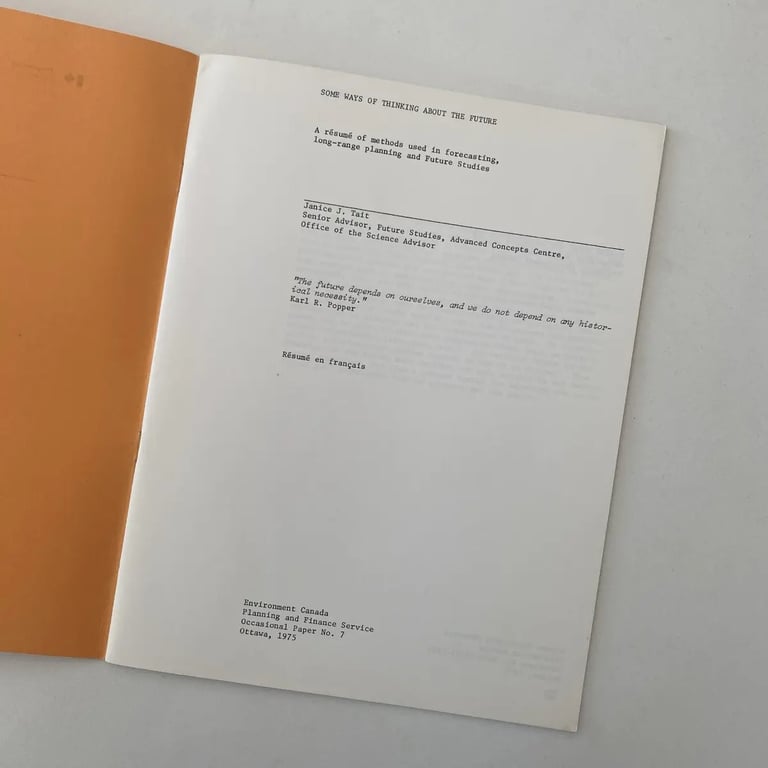 SOME WAYS OF THINKING ABOUT THE FUTURE
A résumé of methods used in forecasting,
long-range planning and Future Studies
Janice J. Tait
Senior Advisor, Future Studies, Advanced Concepts Centre,
Office of the Science Advisor
"The future depends on ourselves, and we do not depend on any histor-
ical necessity."
Karl R. Popper
Résumé en français
Environment Canada
Planning and Finance Service
Occasional Paper No. 7
Ottawa, 1975